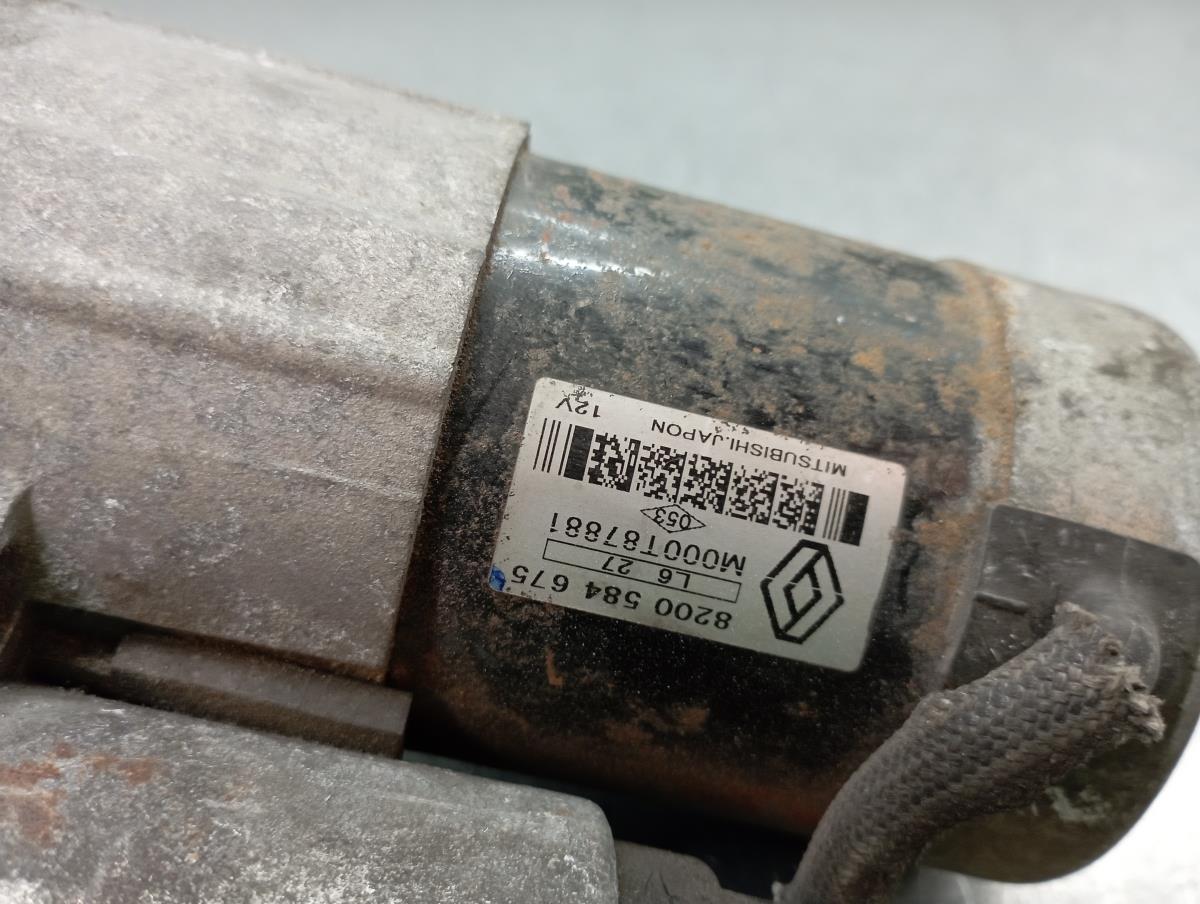 8200 584 675
L6 27
M000T87881
053
MITSUBISHI.JAPON
12V